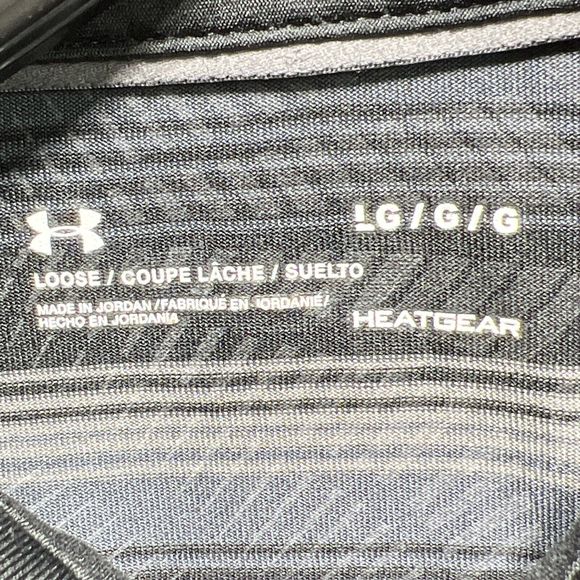 LG / G / G
LOOSE / COUPE LÂCHE / SUELTO
MADE IN JORDAN / FABRIQUÉ EN JORDANIE /
HECHO EN JORDANIA
HEATGEAR